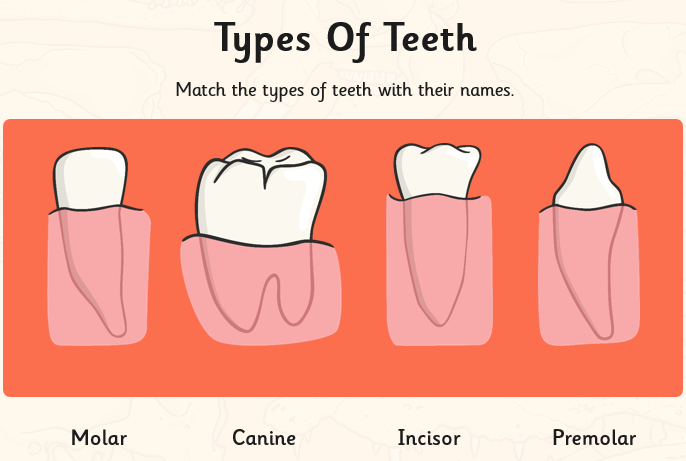 Types Of Teeth
Match the types of teeth with their names.
Molar Canine Incisor Premolar